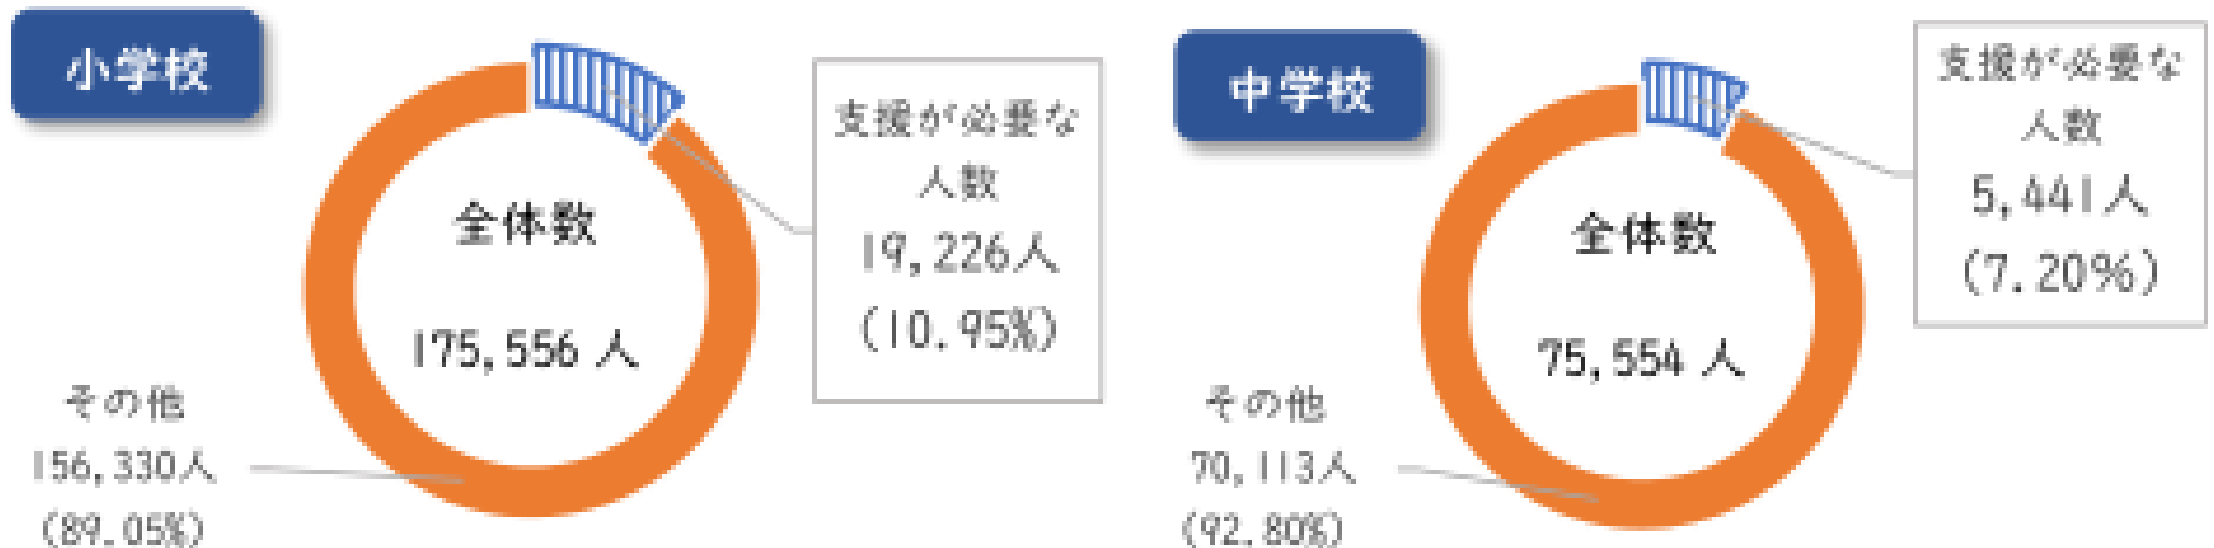 小学校
全体数
175,556 人
支援が必要な
人数
19,226人
(10.95%)
その他
156,330人
(89.05%)
中学校
全体数
75,554 人
支援が必要な
人数
5,441人
(7.20%)
その他
70,113人
(92.80%)